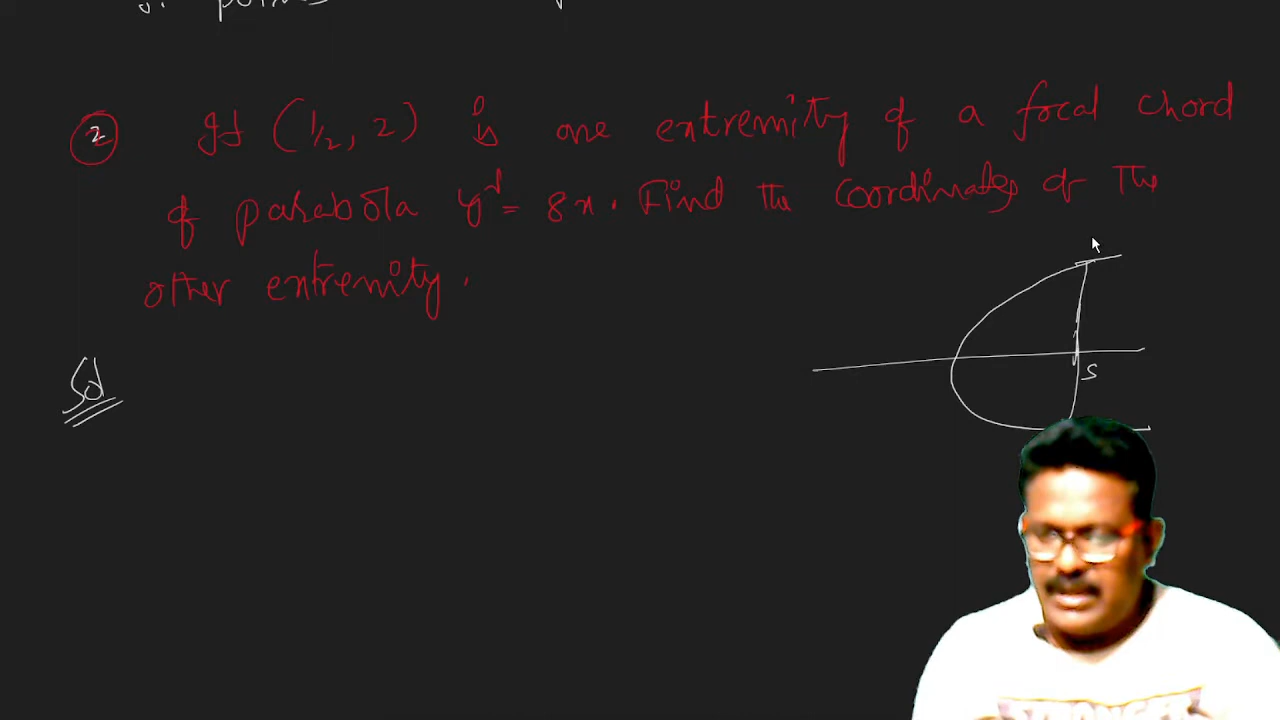 ② If (1/2, 2) is one extremity of a focal chord
of parabola y² = 8x. Find the coordinates of the
other extremity.
Sol
S